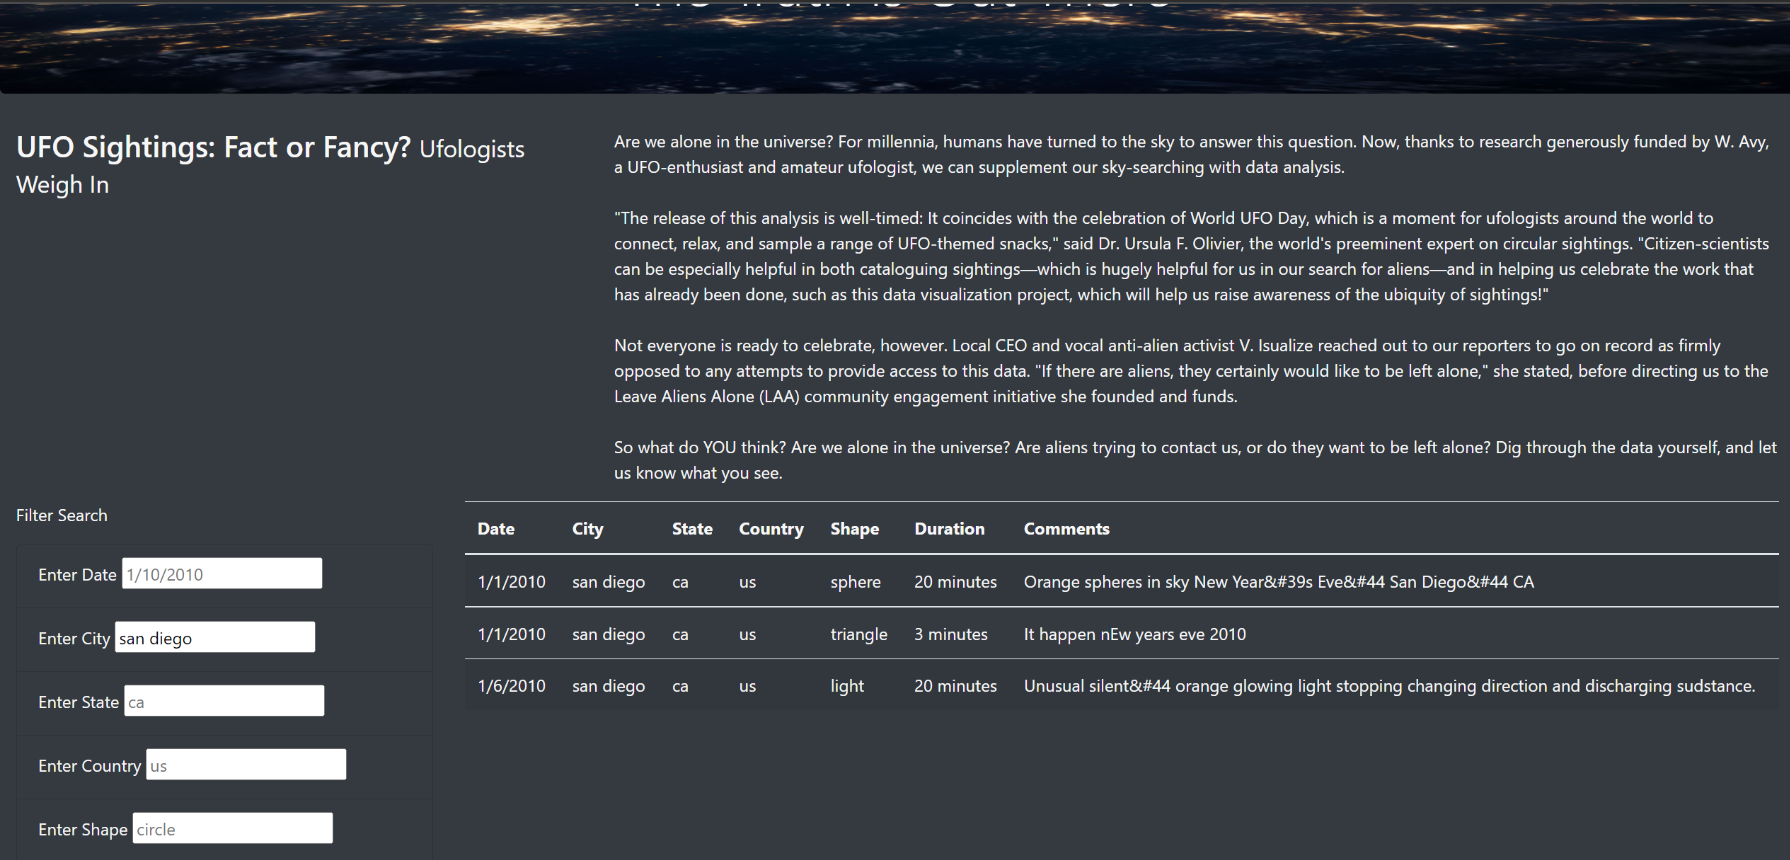 The Truth Is Out There
UFO Sightings: Fact or Fancy? Ufologists
Weigh In
Are we alone in the universe? For millennia, humans have turned to the sky to answer this question. Now, thanks to research generously funded by W. Avy,
a UFO-enthusiast and amateur ufologist, we can supplement our sky-searching with data analysis.
"The release of this analysis is well-timed: It coincides with the celebration of World UFO Day, which is a moment for ufologists around the world to
connect, relax, and sample a range of UFO-themed snacks," said Dr. Ursula F. Olivier, the world's preeminent expert on circular sightings. "Citizen-scientists
can be especially helpful in both cataloguing sightings—which is hugely helpful for us in our search for aliens—and in helping us celebrate the work that
has already been done, such as this data visualization project, which will help us raise awareness of the ubiquity of sightings!"
Not everyone is ready to celebrate, however. Local CEO and vocal anti-alien activist V. Isualize reached out to our reporters to go on record as firmly
opposed to any attempts to provide access to this data. "If there are aliens, they certainly would like to be left alone," she stated, before directing us to the
Leave Aliens Alone (LAA) community engagement initiative she founded and funds.
So what do YOU think? Are we alone in the universe? Are aliens trying to contact us, or do they want to be left alone? Dig through the data yourself, and let
us know what you see.
Filter Search
Enter Date 1/10/2010
Enter City san diego
Enter State ca
Enter Country us
Enter Shape circle
Date City State Country Shape Duration Comments
1/1/2010 san diego ca us sphere 20 minutes Orange spheres in sky New Year&#39s Eve&#44 San Diego&#44 CA
1/1/2010 san diego ca us triangle 3 minutes It happen nEw years eve 2010
1/6/2010 san diego ca us light 20 minutes Unusual silent&#44 orange glowing light stopping changing direction and discharging sudstance.